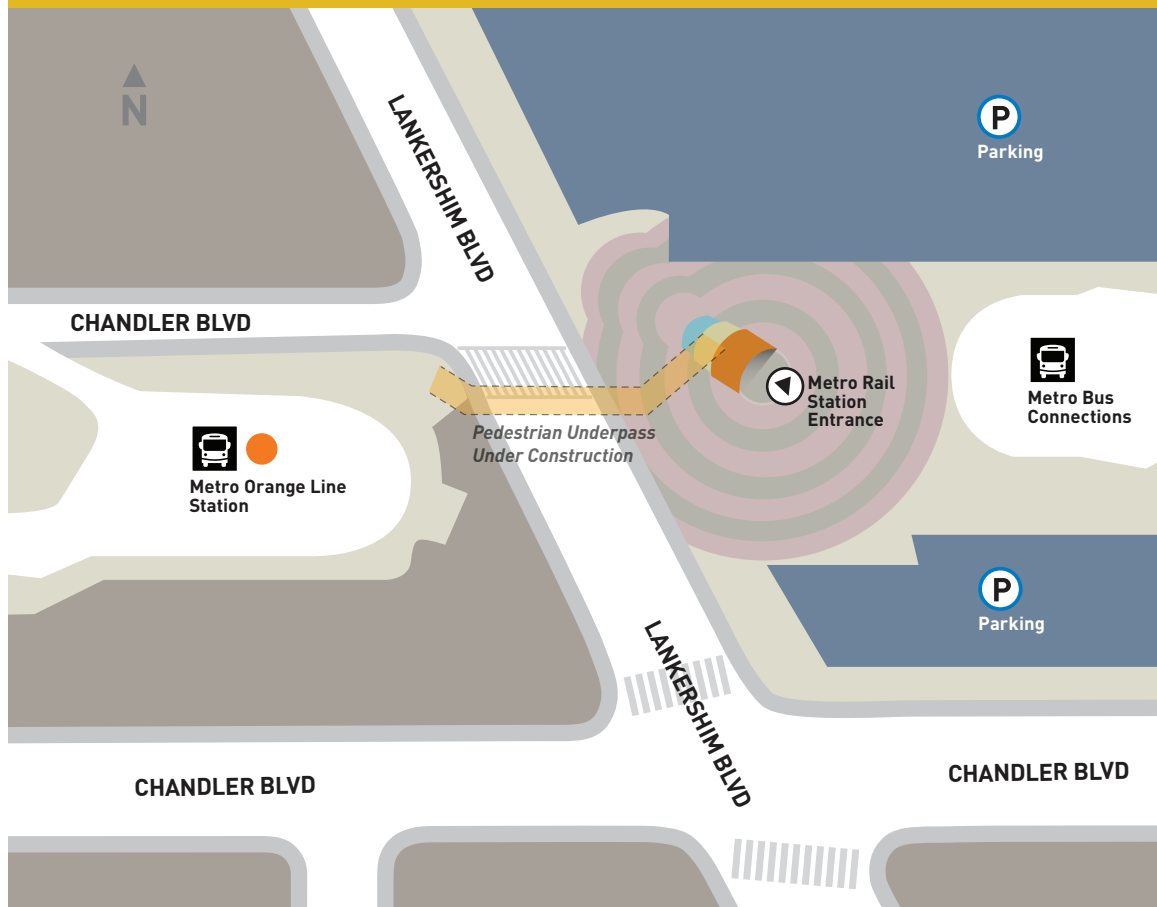 N
LANKERSHIM BLVD
P
Parking
CHANDLER BLVD
Metro Rail
Station
Entrance
Metro Bus
Connections
Pedestrian Underpass
Under Construction
Metro Orange Line
Station
P
Parking
LANKERSHIM BLVD
CHANDLER BLVD
CHANDLER BLVD